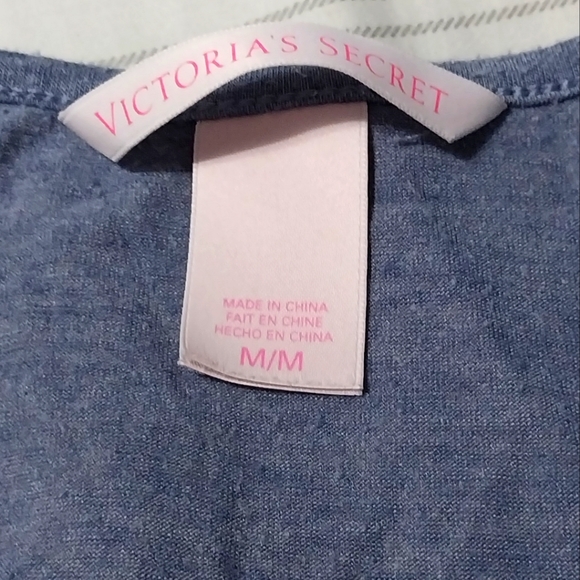 VICTORIA'S SECRET
MADE IN CHINA
FAIT EN CHINE
HECHO EN CHINA
M/M